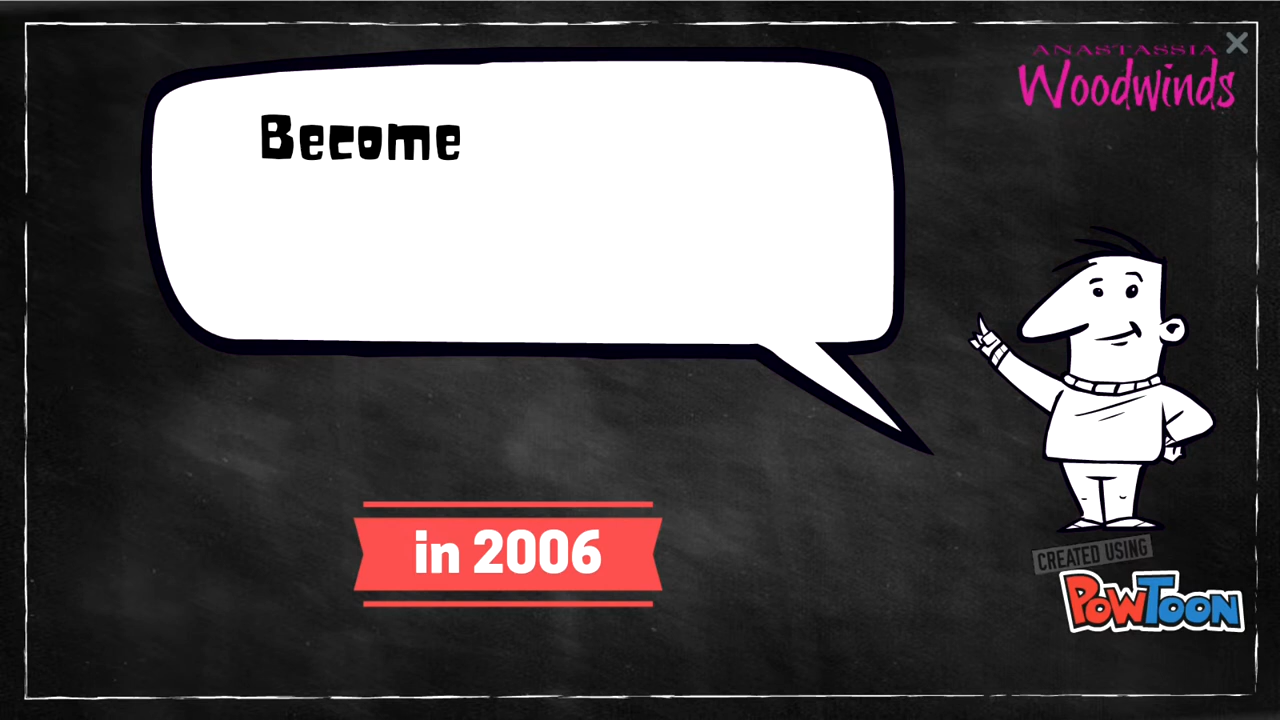 ANASTASSIA
Woodwinds
Become
in 2006
CREATED USING
POWTOON